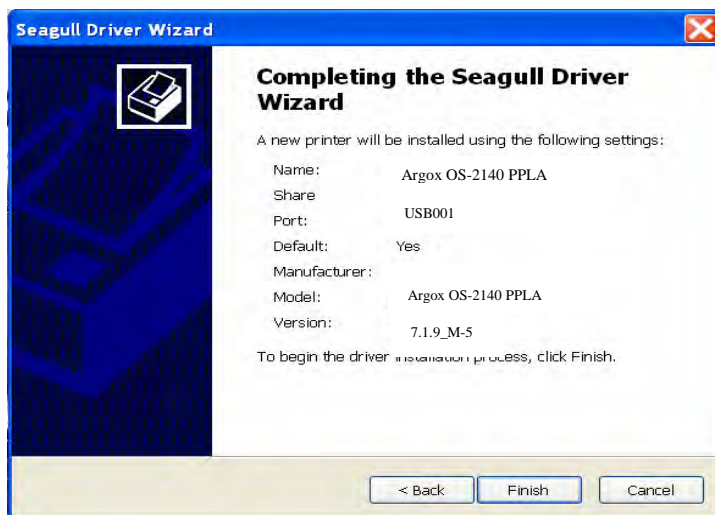 Seagull Driver Wizard
Completing the Seagull Driver
Wizard
A new printer will be installed using the following settings:
Name: Argox OS-2140 PPLA
Share
Port: USB001
Default: Yes
Manufacturer:
Model: Argox OS-2140 PPLA
Version: 7.1.9_M-5
To begin the driver installation process, click Finish.
< Back Finish Cancel